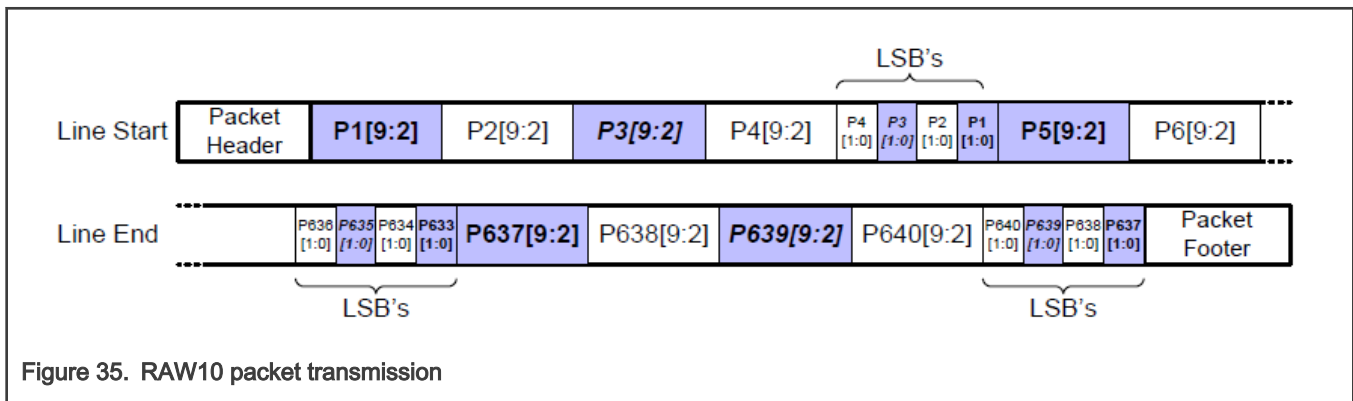 LSB's
Line Start
Packet Header
P1[9:2]
P2[9:2]
P3[9:2]
P4[9:2]
P4 [1:0]
P3 [1:0]
P2 [1:0]
P1 [1:0]
P5[9:2]
P6[9:2]
Line End
P636 [1:0]
P635 [1:0]
P634 [1:0]
P633 [1:0]
P637[9:2]
P638[9:2]
P639[9:2]
P640[9:2]
P640 [1:0]
P639 [1:0]
P638 [1:0]
P637 [1:0]
Packet Footer
LSB's
LSB's
Figure 35. RAW10 packet transmission